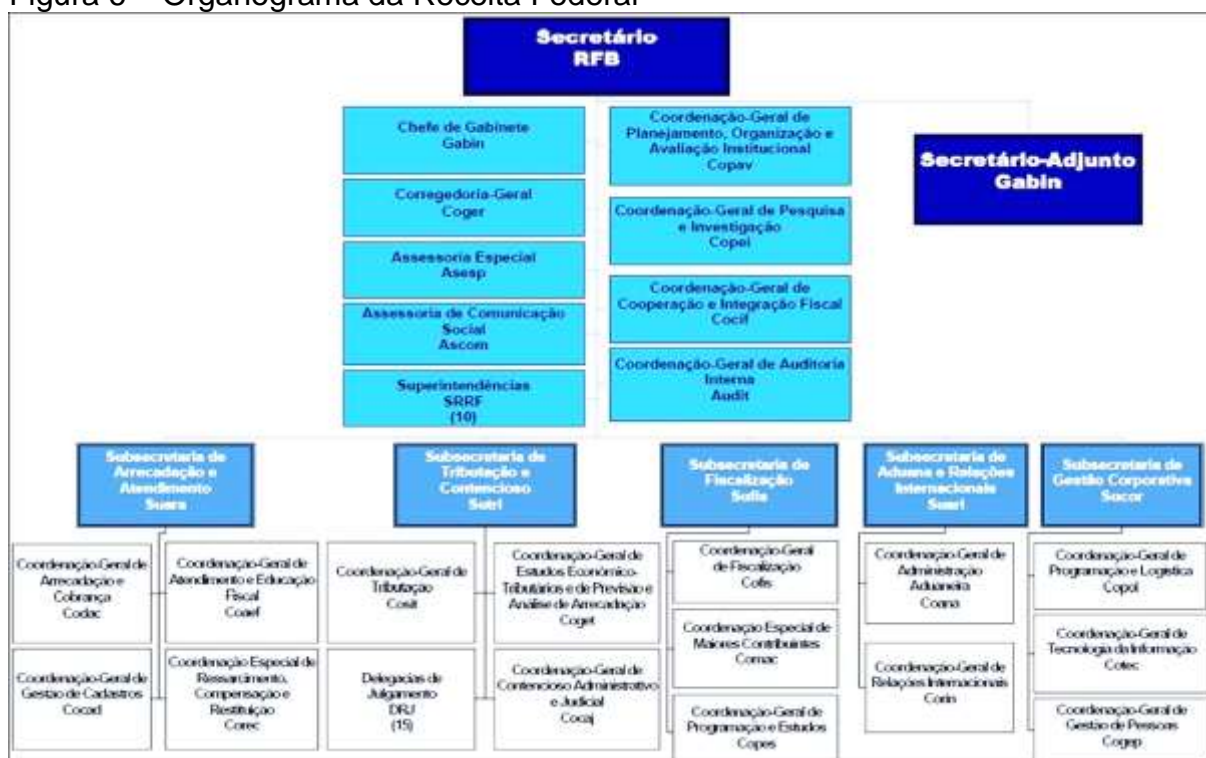 Figura 6 – Organograma da Receita Federal
Secretário
RFB
Chefe de Gabinete
Gabin
Coordenação-Geral de
Planejamento, Organização e
Avaliação Institucional
Copav
Secretário-Adjunto
Gabin
Corregedoria-Geral
Coger
Coordenação-Geral de Pesquisa
e Investigação
Copei
Assessoria Especial
Asesp
Coordenação-Geral de
Cooperação e Integração Fiscal
Cocif
Assessoria de Comunicação
Social
Ascom
Coordenação-Geral de Auditoria
Interna
Audit
Superintendências
SRRF
(10)
Subsecretaria de
Arrecadação e
Atendimento
Suara
Subsecretaria de
Tributação e
Contencioso
Sutri
Subsecretaria de
Fiscalização
Sufis
Subsecretaria de
Aduana e Relações
Internacionais
Suari
Subsecretaria de
Gestão Corporativa
Sucor
Coordenação-Geral de
Arrecadação e
Cobrança
Codac
Coordenação-Geral de
Atendimento e Educação
Fiscal
Coaef
Coordenação-Geral de
Tributação
Cosit
Coordenação-Geral de
Estudos Econômico-
Tributários e de Previsão e
Análise de Arrecadação
Coget
Coordenação-Geral
de Fiscalização
Cofis
Coordenação-Geral de
Administração
Aduaneira
Coana
Coordenação-Geral de
Programação e Logística
Copol
Coordenação-Geral de
Gestão de Cadastros
Cocad
Coordenação Especial de
Ressarcimento,
Compensação e
Restituição
Corec
Delegacias de
Julgamento
DRJ
(15)
Coordenação-Geral de
Contencioso Administrativo
e Judicial
Cocaj
Coordenação Especial de
Maiores Contribuintes
Comac
Coordenação-Geral de
Relações Internacionais
Corin
Coordenação-Geral de
Tecnologia da Informação
Cotec
Coordenação-Geral de
Programação e Estudos
Copes
Coordenação-Geral de
Gestão de Pessoas
Cogep